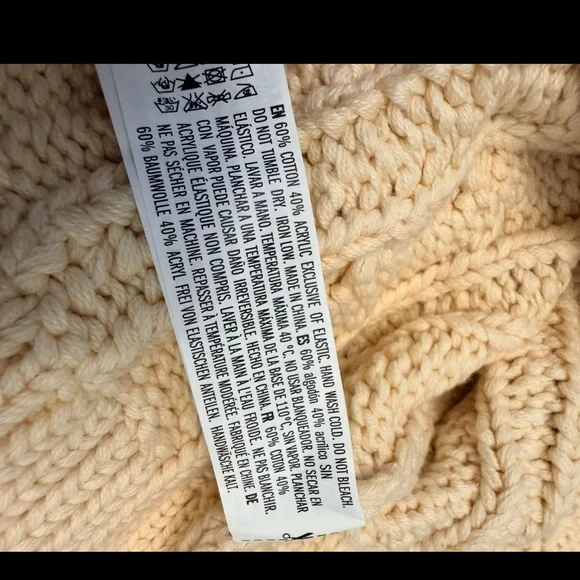 EN 60% COTTON 40% ACRYLIC EXCLUSIVE OF ELASTIC. HAND WASH COLD. DO NOT BLEACH.
DO NOT TUMBLE DRY. IRON LOW. MADE IN CHINA. ES 60% algodón 40% acrílico SIN
ELÁSTICO. LAVAR A MANO. TEMPERATURA MÁXIMA 40 °C. NO USAR BLANQUEADOR. NO SECAR EN
MÁQUINA. PLANCHAR A UNA TEMPERATURA MÁXIMA DE LA BASE DE 110°C, SIN VAPOR. PLANCHAR
CON VAPOR PUEDE CAUSAR DAÑO IRREVERSIBLE. HECHO EN CHINA. FR 60% COTON 40%
ACRYLIQUE ÉLASTIQUE NON COMPRIS. LAVER À LA MAIN À L'EAU FROIDE. NE PAS BLANCHIR.
NE PAS SÉCHER EN MACHINE. REPASSER À TEMPÉRATURE MODÉRÉE. FABRIQUÉ EN CHINE. DE
60% BAUMWOLLE 40% ACRYL. FREI VON ELASTISCHEN ANTEILEN. HANDWÄSCHE KALT.